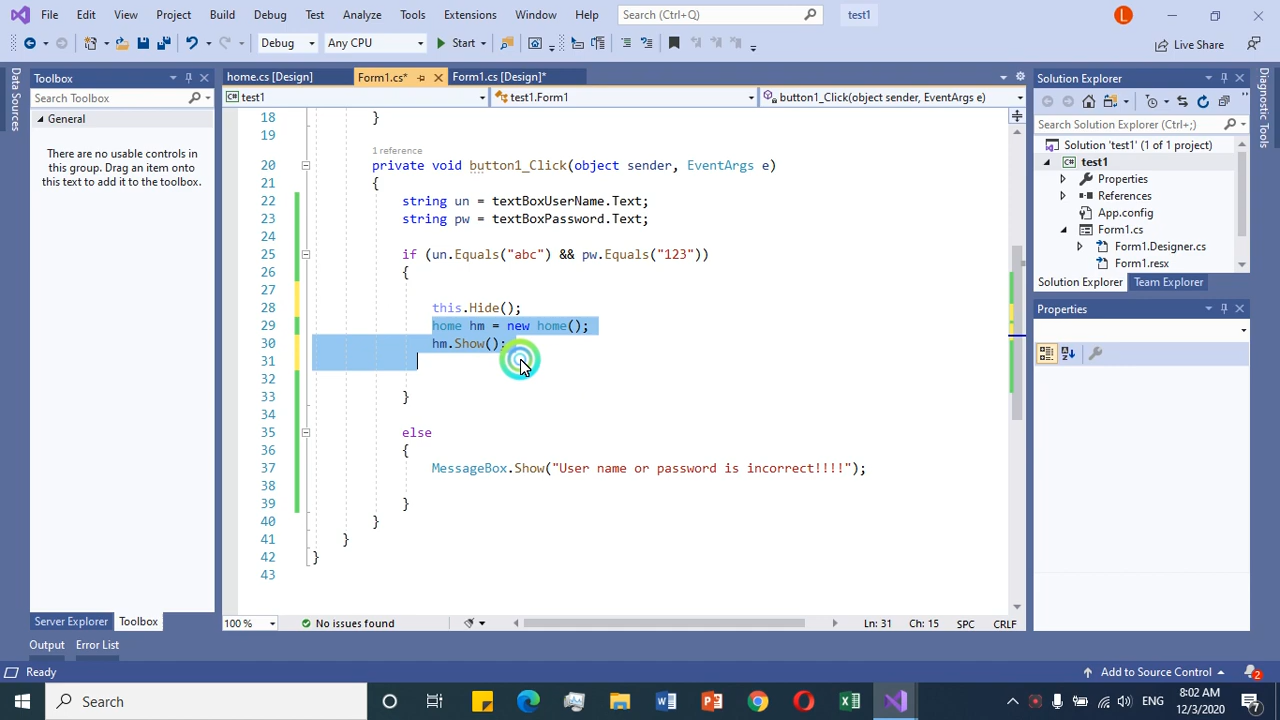 File Edit View Project Build Debug Test Analyze Tools Extensions Window Help Search (Ctrl+Q) test1 L
Debug Any CPU Start Live Share
Data Sources
Toolbox
Search Toolbox
General
There are no usable controls in
this group. Drag an item onto
this text to add it to the toolbox.
Server Explorer Toolbox
home.cs [Design] Form1.cs* Form1.cs [Design]*
test1 test1.Form1 button1_Click(object sender, EventArgs e)
18 }
19
1 reference
20 private void button1_Click(object sender, EventArgs e)
21 {
22 string un = textBoxUserName.Text;
23 string pw = textBoxPassword.Text;
24
25 if (un.Equals("abc") && pw.Equals("123"))
26 {
27
28 this.Hide();
29 home hm = new home();
30 hm.Show();
31
32
33 }
34
35 else
36 {
37 MessageBox.Show("User name or password is incorrect!!!!");
38
39 }
40 }
41 }
42 }
43
100 % No issues found Ln: 31 Ch: 15 SPC CRLF
Solution Explorer
Search Solution Explorer (Ctrl+;)
Solution 'test1' (1 of 1 project)
test1
Properties
References
App.config
Form1.cs
Form1.Designer.cs
Form1.resx
Solution Explorer Team Explorer
Properties
Diagnostic Tools
Output Error List
Ready Add to Source Control 2
Search ENG 8:02 AM
12/3/2020 7